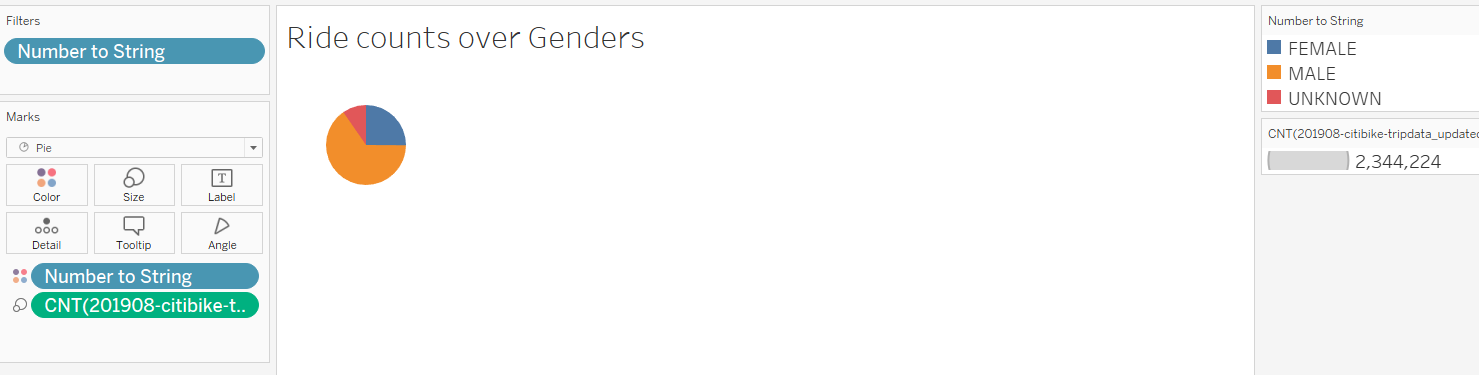 Filters
Number to String
Marks
Pie
Color
Size
T
Label
Detail
Tooltip
Angle
Number to String
CNT(201908-citibike-t..
Ride counts over Genders
Number to String
FEMALE
MALE
UNKNOWN
CNT(201908-citibike-tripdata_updated
2,344,224